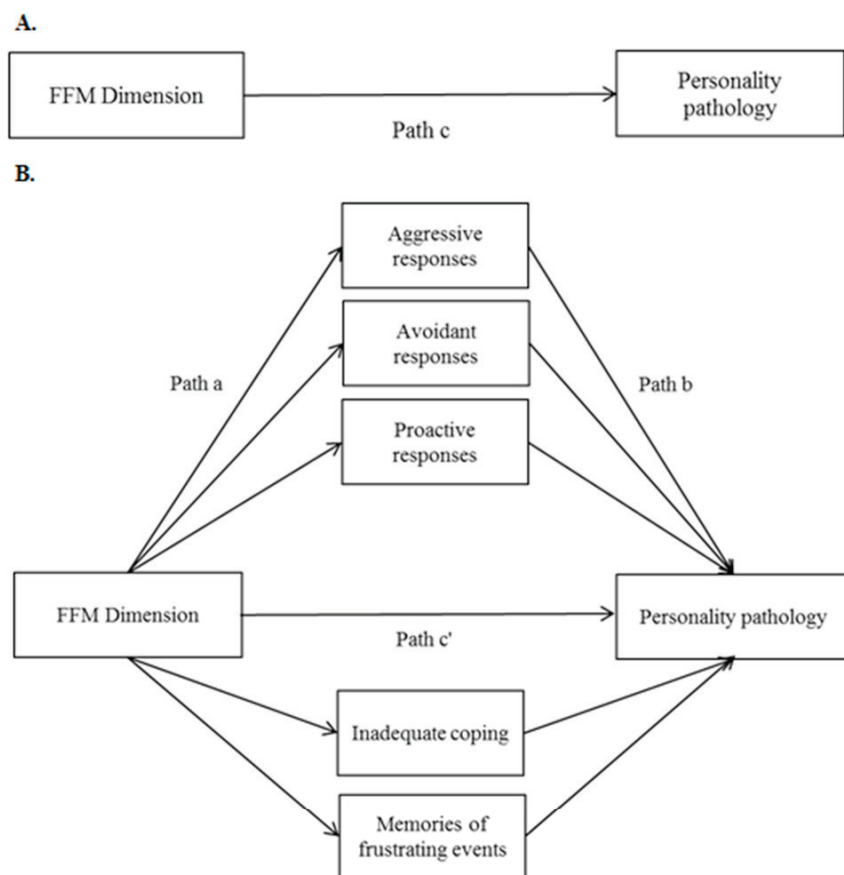 A.
FFM Dimension
Path c
Personality
pathology
B.
Aggressive
responses
Avoidant
responses
Path a
Path b
Proactive
responses
FFM Dimension
Path c'
Personality pathology
Inadequate coping
Memories of
frustrating events